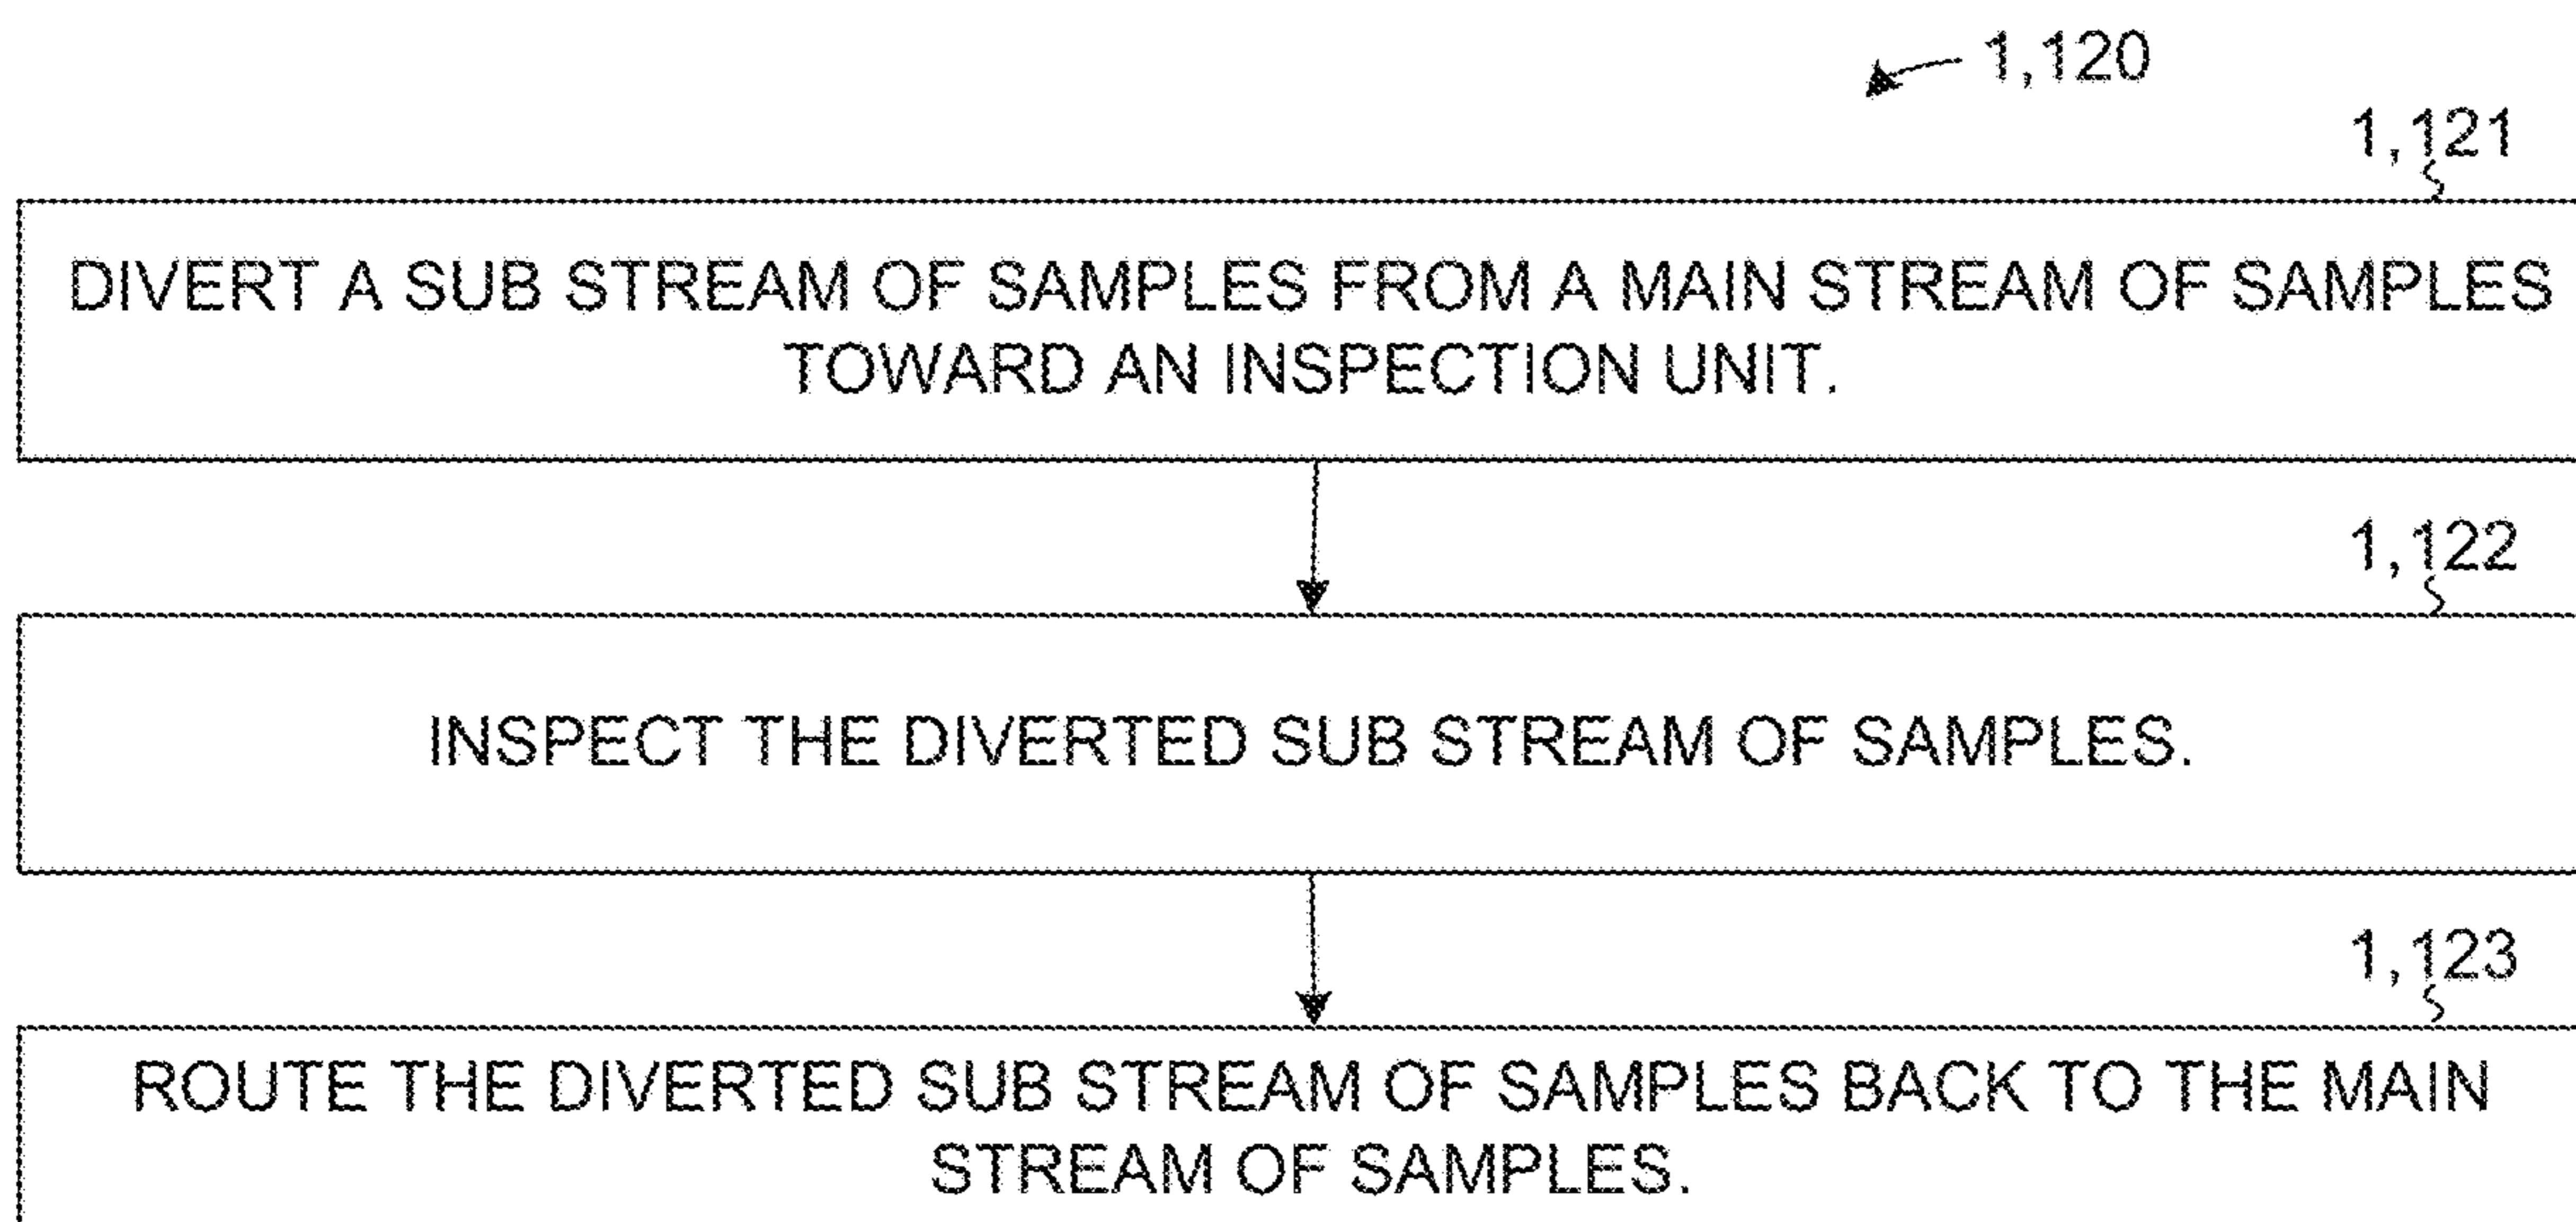 1,120
1,121
DIVERT A SUB STREAM OF SAMPLES FROM A MAIN STREAM OF SAMPLES
TOWARD AN INSPECTION UNIT.
1,122
INSPECT THE DIVERTED SUB STREAM OF SAMPLES.
1,123
ROUTE THE DIVERTED SUB STREAM OF SAMPLES BACK TO THE MAIN
STREAM OF SAMPLES.